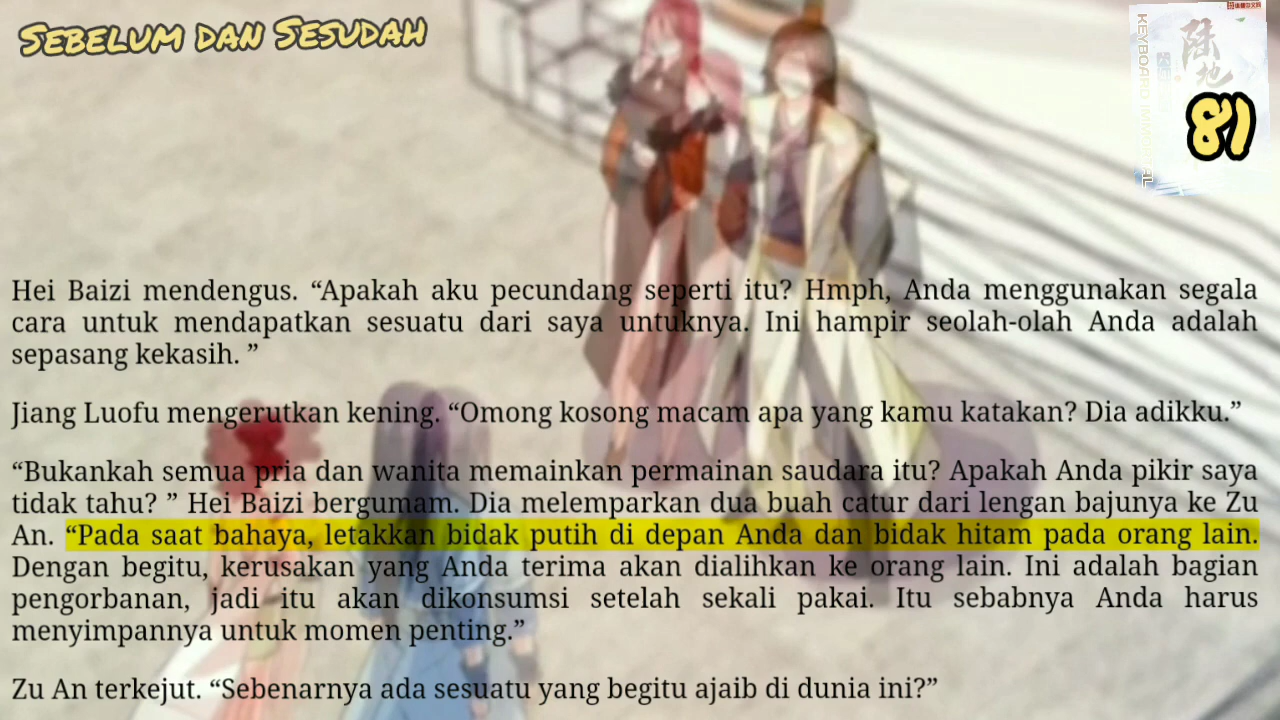 Sebelum dan Sesudah
陆地
KEYBOARD IMMORTAL
81
Hei Baizi mendengus. “Apakah aku pecundang seperti itu? Hmph, Anda menggunakan segala
cara untuk mendapatkan sesuatu dari saya untuknya. Ini hampir seolah-olah Anda adalah
sepasang kekasih. ”
Jiang Luofu mengerutkan kening. “Omong kosong macam apa yang kamu katakan? Dia adikku.”
“Bukankah semua pria dan wanita memainkan permainan saudara itu? Apakah Anda pikir saya
tidak tahu? ” Hei Baizi bergumam. Dia melemparkan dua buah catur dari lengan bajunya ke Zu
An. “Pada saat bahaya, letakkan bidak putih di depan Anda dan bidak hitam pada orang lain.
Dengan begitu, kerusakan yang Anda terima akan dialihkan ke orang lain. Ini adalah bagian
pengorbanan, jadi itu akan dikonsumsi setelah sekali pakai. Itu sebabnya Anda harus
menyimpannya untuk momen penting.”
Zu An terkejut. “Sebenarnya ada sesuatu yang begitu ajaib di dunia ini?”